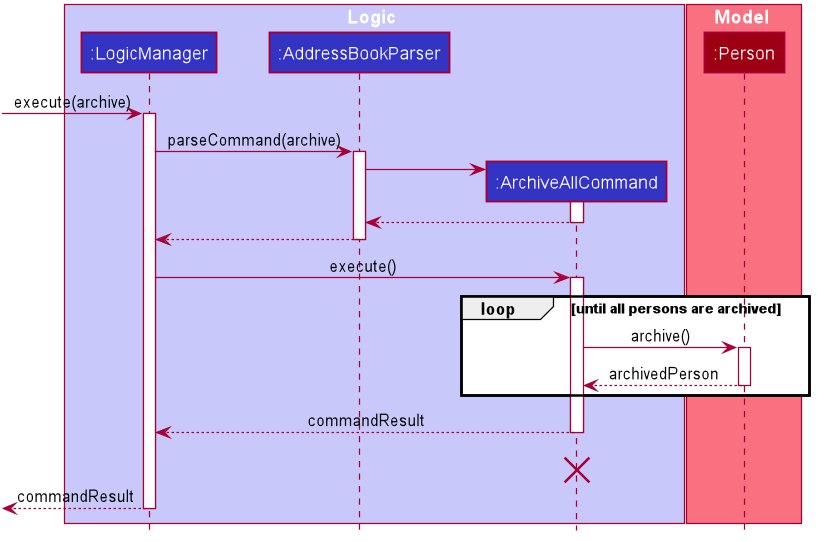 Logic
Model
:LogicManager
:AddressBookParser
:Person
execute(archive)
parseCommand(archive)
:ArchiveAllCommand
execute()
loop
[until all persons are archived]
archive()
archivedPerson
commandResult
commandResult